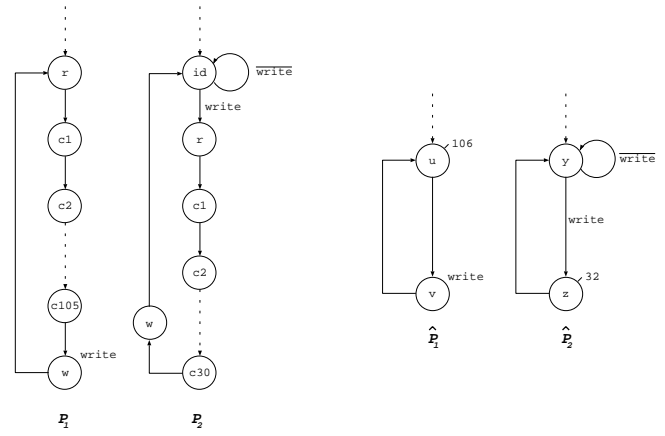 r
c1
c2
c105
write
w
P1
id
write
write
r
c1
c2
w
c30
P2
106
u
write
v
P̂1
y
write
write
32
z
P̂2